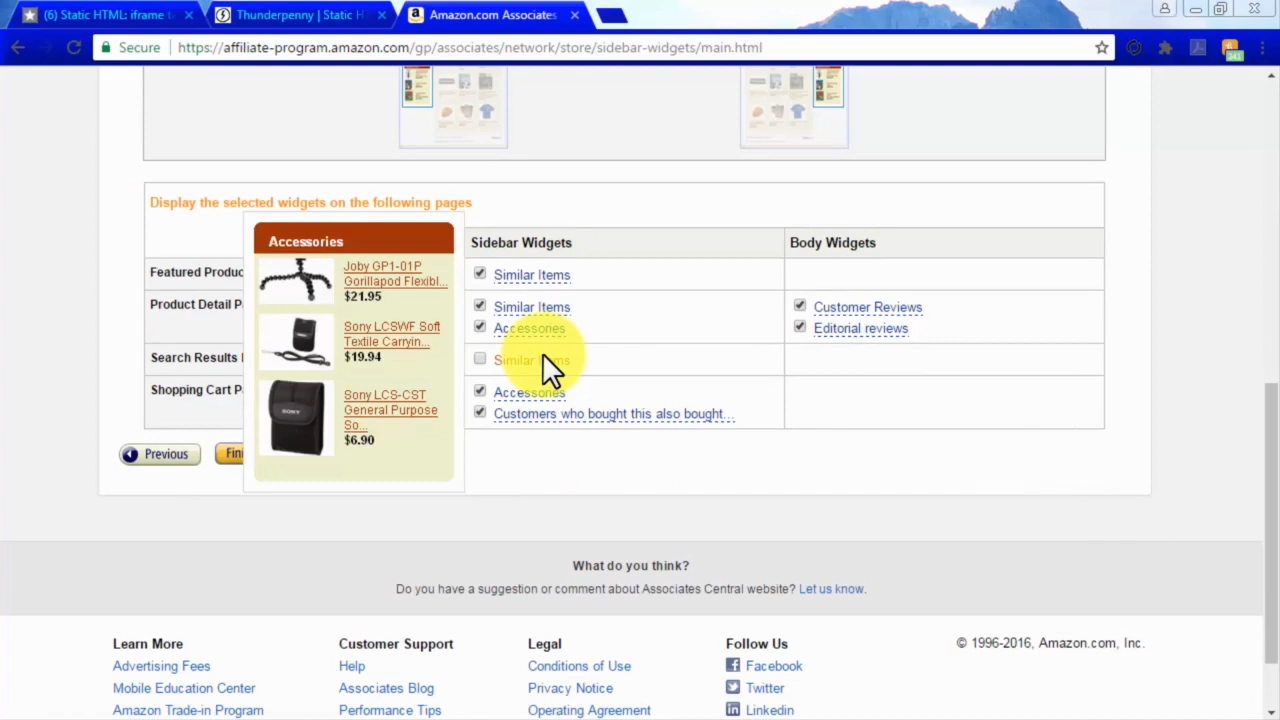 (6) Static HTML: iframe t
Thunderpenny | Static H
Amazon.com Associates
Secure
https://affiliate-program.amazon.com/gp/associates/network/store/sidebar-widgets/main.html
Display the selected widgets on the following pages
Sidebar Widgets
Body Widgets
Featured Produc
Similar Items
Product Detail P
Similar Items
Customer Reviews
Accessories
Editorial reviews
Search Results
Similar Items
Shopping Cart P
Accessories
Customers who bought this also bought...
Accessories
Joby GP1-01P
Gorillapod Flexibl...
$21.95
Sony LCSWF Soft
Textile Carryin...
$19.94
Sony LCS-CST
General Purpose
So...
$6.90
SONY
Previous
Fin
What do you think?
Do you have a suggestion or comment about Associates Central website? Let us know.
Learn More
Advertising Fees
Mobile Education Center
Amazon Trade-in Program
Customer Support
Help
Associates Blog
Performance Tips
Legal
Conditions of Use
Privacy Notice
Operating Agreement
Follow Us
Facebook
Twitter
Linkedin
© 1996-2016, Amazon.com, Inc.